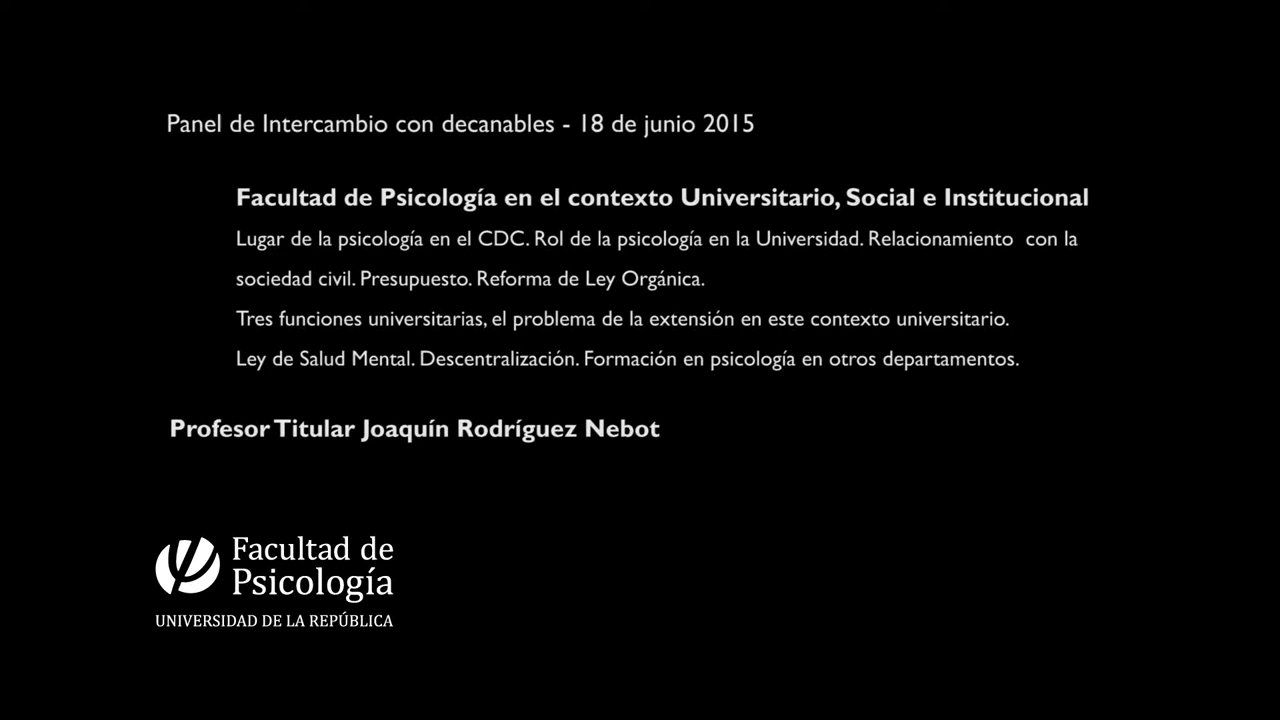 Panel de Intercambio con decanables - 18 de junio 2015
Facultad de Psicología en el contexto Universitario, Social e Institucional
Lugar de la psicología en el CDC. Rol de la psicología en la Universidad. Relacionamiento con la
sociedad civil. Presupuesto. Reforma de Ley Orgánica.
Tres funciones universitarias, el problema de la extensión en este contexto universitario.
Ley de Salud Mental. Descentralización. Formación en psicología en otros departamentos.
Profesor Titular Joaquín Rodríguez Nebot
Facultad de
Psicología
UNIVERSIDAD DE LA REPÚBLICA